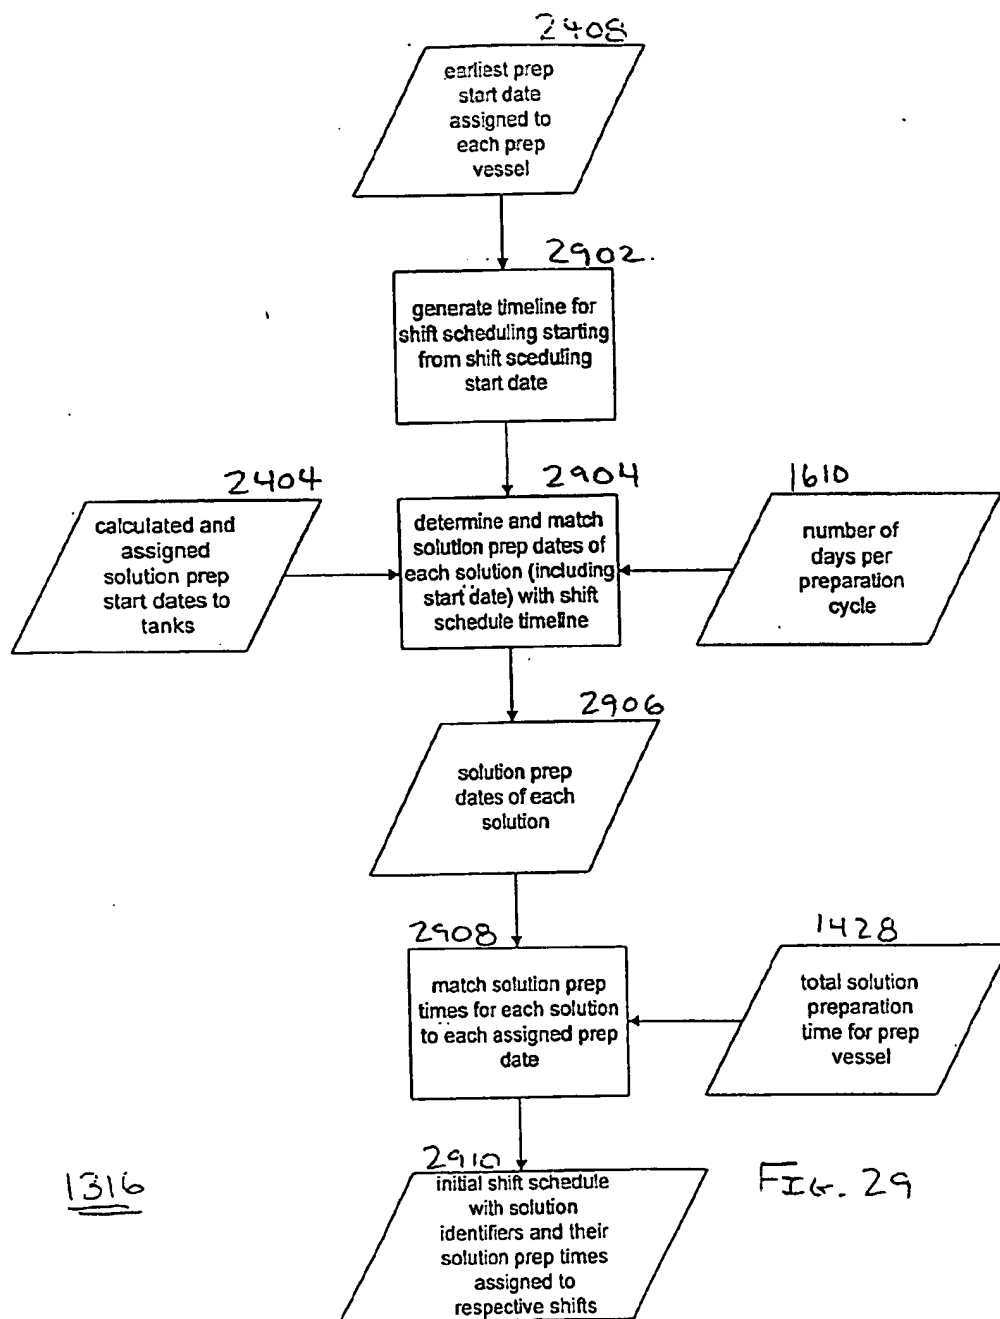 2408
earliest prep
start date
assigned to
each prep
vessel
2902.
generate timeline for
shift scheduling starting
from shift sceduling
start date
2404
calculated and
assigned
solution prep
start dates to
tanks
2904
determine and match
solution prep dates of
each solution (including
start date) with shift
schedule timeline
1610
number of
days per
preparation
cycle
2906
solution prep
dates of each
solution
2908
match solution prep
times for each solution
to each assigned prep
date
1428
total solution
preparation
time for prep
vessel
2910
initial shift schedule
with solution
identifiers and their
solution prep times
assigned to
respective shifts
1316
FIG. 29